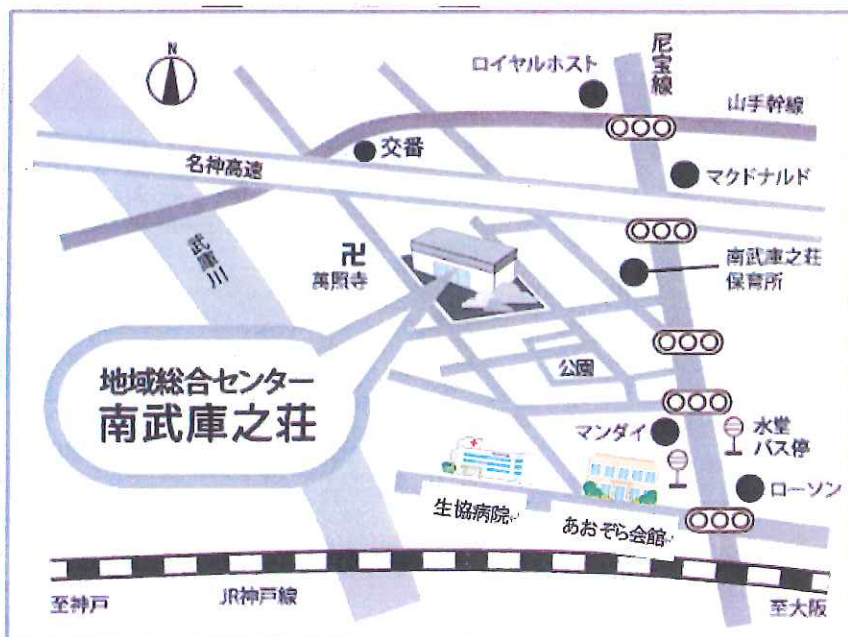 N
ロイヤルホスト
尼宝線
山手幹線
交番
名神高速
マクドナルド
武庫川
卍
萬照寺
南武庫之荘
保育所
地域総合センター
南武庫之荘
公園
マンダイ
水堂
バス停
生協病院
あおぞら会館
ローソン
至神戸
JR神戸線
至大阪